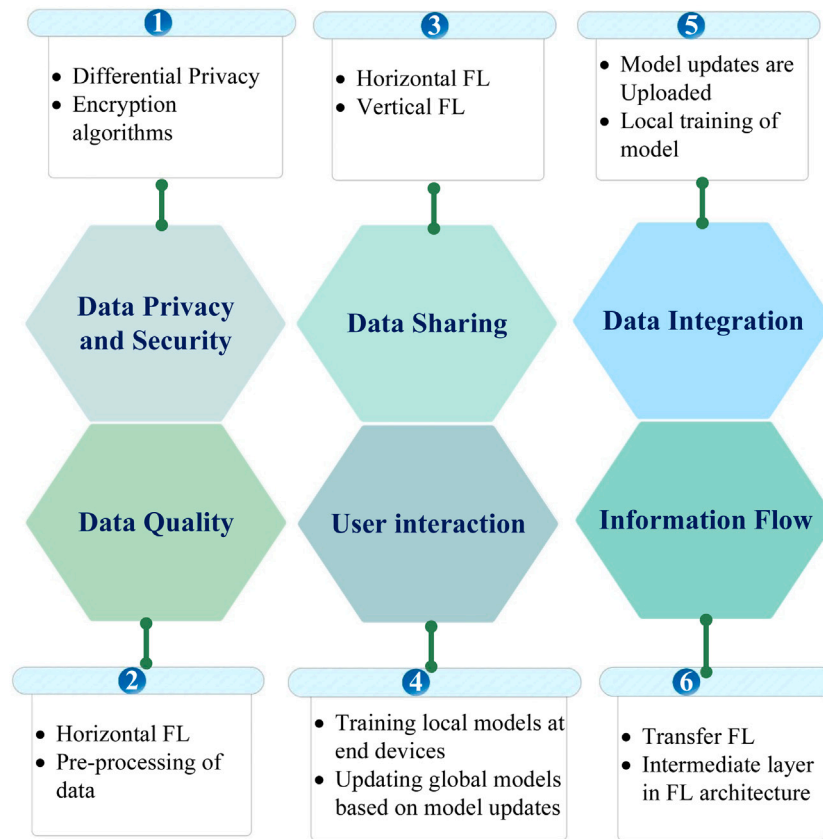 1
• Differential Privacy
• Encryption
algorithms
Data Privacy
and Security
3
• Horizontal FL
• Vertical FL
Data Sharing
5
• Model updates are
Uploaded
• Local training of
model
Data Integration
Data Quality
2
• Horizontal FL
• Pre-processing of
data
User interaction
4
• Training local models at
end devices
• Updating global models
based on model updates
Information Flow
6
• Transfer FL
• Intermediate layer
in FL architecture